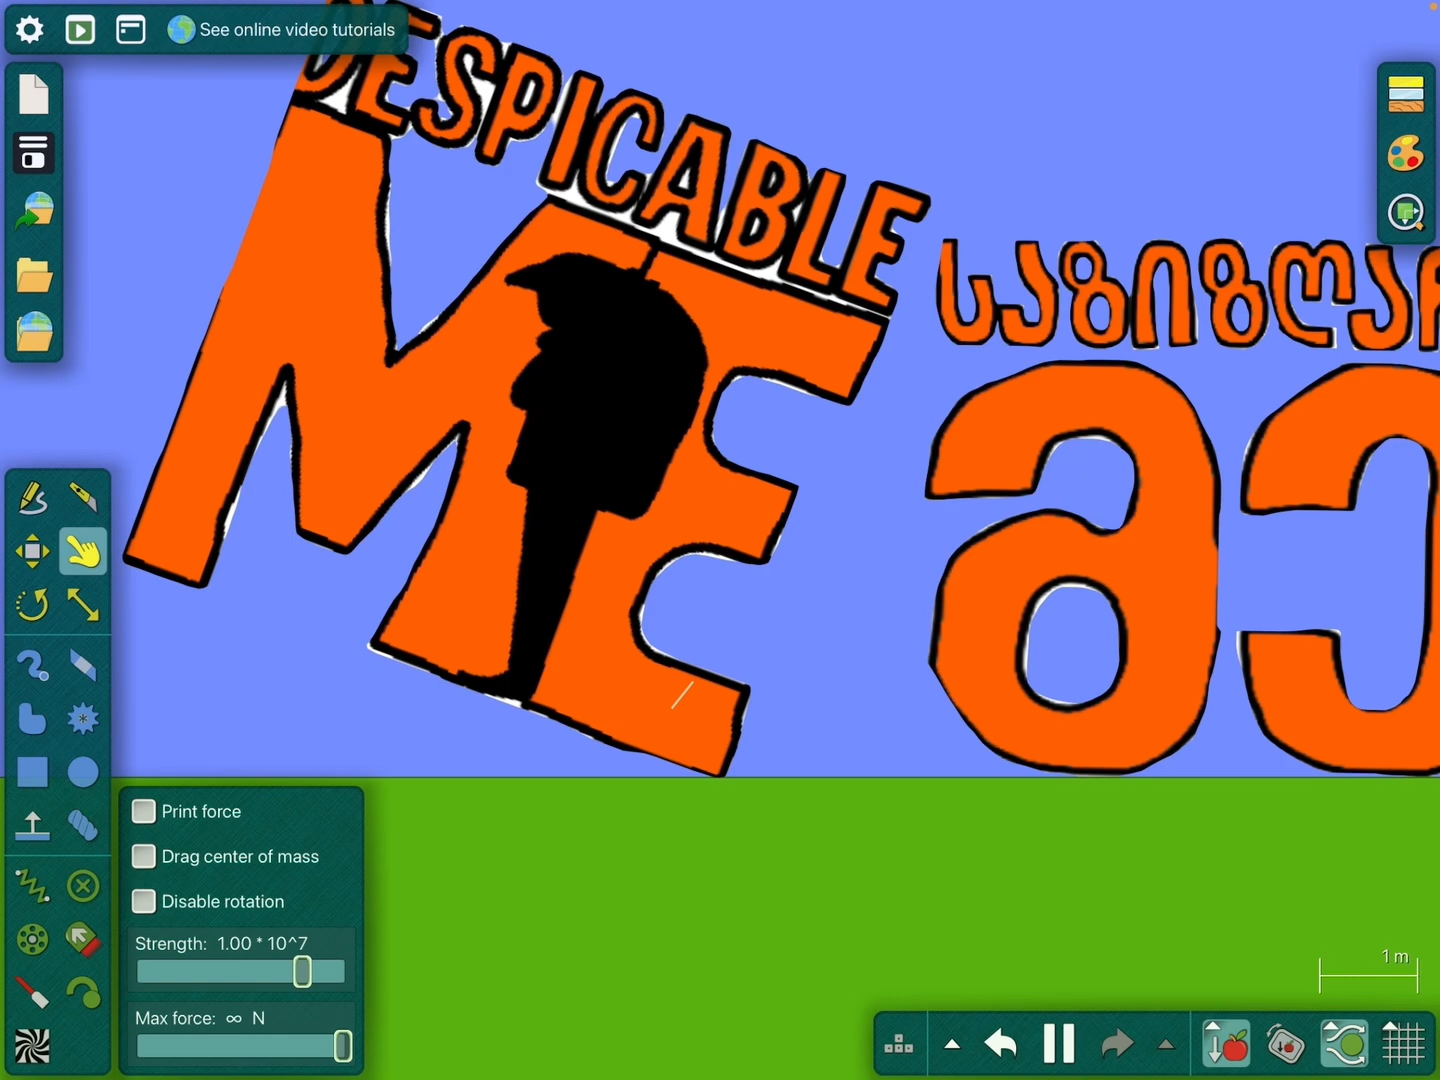 See online video tutorials
DESPICABLE
ME
საზიზღა
მე
Print force
Drag center of mass
Disable rotation
Strength: 1.00 * 10^7
Max force: ∞ N
1 m